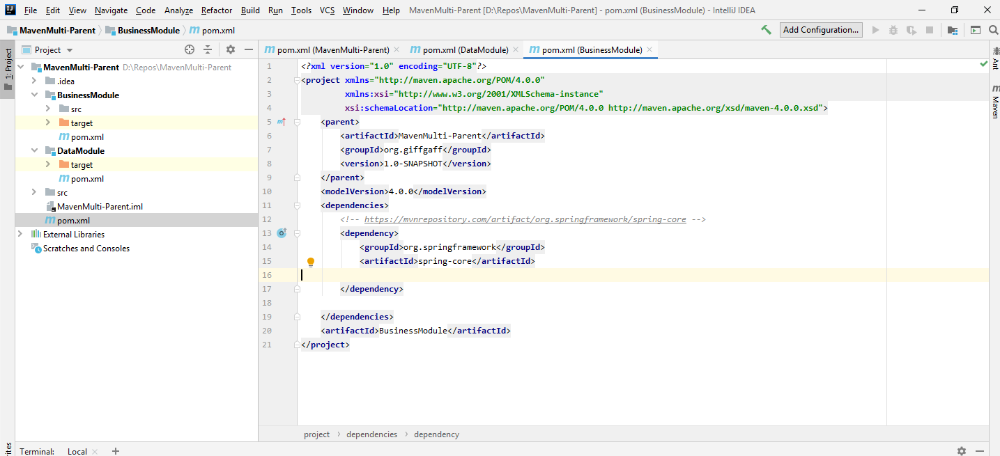 File Edit View Navigate Code Analyze Refactor Build Run Tools VCS Window Help MavenMulti-Parent [D:\Repos\MavenMulti-Parent] - pom.xml (BusinessModule) - IntelliJ IDEA
MavenMulti-Parent BusinessModule pom.xml Add Configuration...
1: Project
Project
MavenMulti-Parent D:\Repos\MavenMulti-Parent
.idea
BusinessModule
src
target
pom.xml
DataModule
target
pom.xml
src
MavenMulti-Parent.iml
pom.xml
External Libraries
Scratches and Consoles
pom.xml (MavenMulti-Parent) pom.xml (DataModule) pom.xml (BusinessModule)
1 <?xml version="1.0" encoding="UTF-8"?>
2 <project xmlns="http://maven.apache.org/POM/4.0.0"
3 xmlns:xsi="http://www.w3.org/2001/XMLSchema-instance"
4 xsi:schemaLocation="http://maven.apache.org/POM/4.0.0 http://maven.apache.org/xsd/maven-4.0.0.xsd">
5 <parent>
6 <artifactId>MavenMulti-Parent</artifactId>
7 <groupId>org.giffgaff</groupId>
8 <version>1.0-SNAPSHOT</version>
9 </parent>
10 <modelVersion>4.0.0</modelVersion>
11 <dependencies>
12 <!-- https://mvnrepository.com/artifact/org.springframework/spring-core -->
13 <dependency>
14 <groupId>org.springframework</groupId>
15 <artifactId>spring-core</artifactId>
16
17 </dependency>
18
19 </dependencies>
20 <artifactId>BusinessModule</artifactId>
21 </project>
project dependencies dependency
Ant
Maven
Terminal: Local